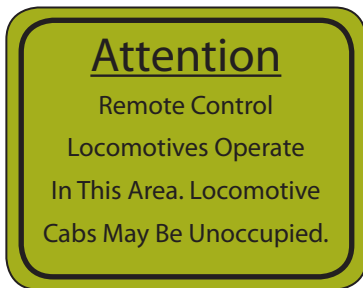 Attention
Remote Control
Locomotives Operate
In This Area. Locomotive
Cabs May Be Unoccupied.